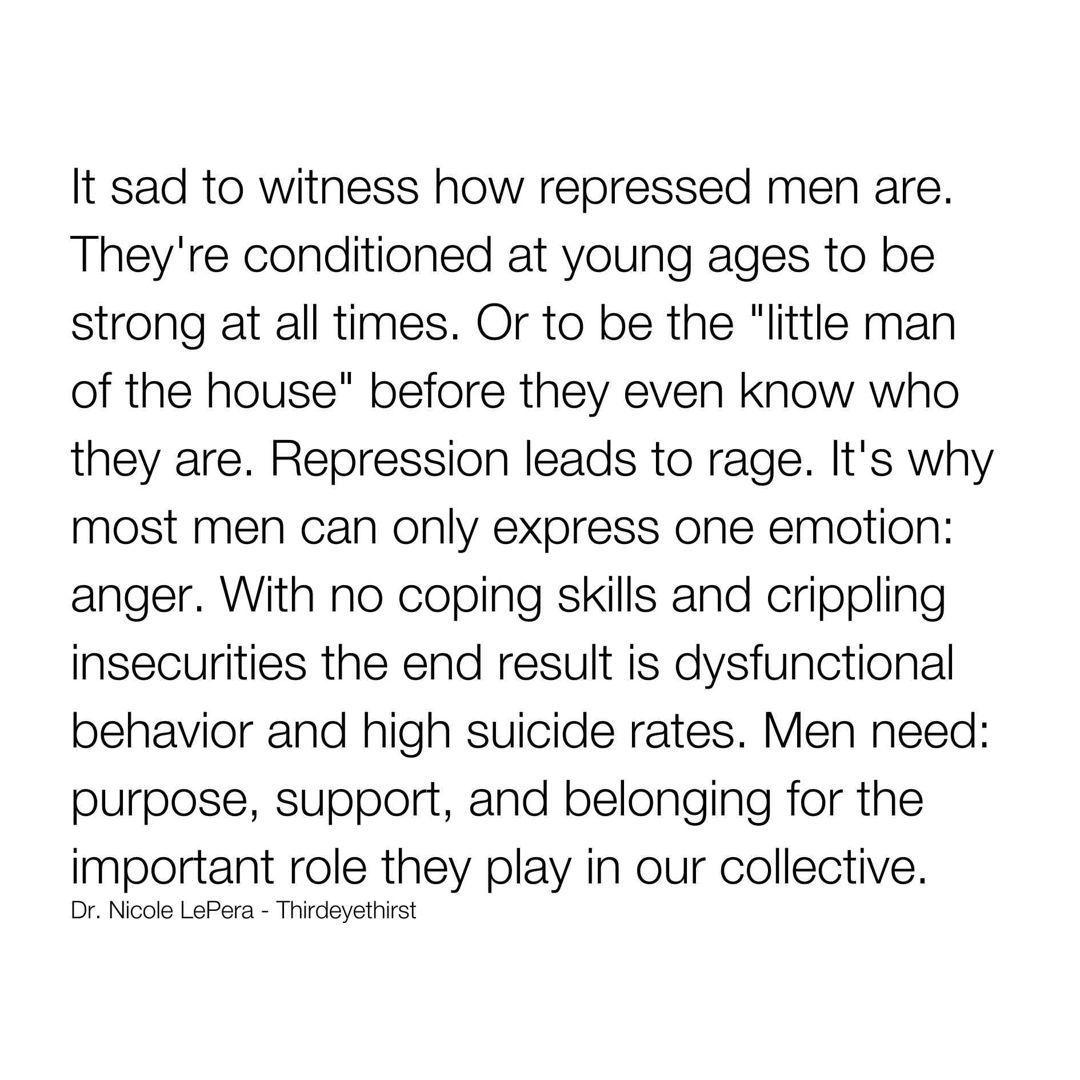 It sad to witness how repressed men are.
They're conditioned at young ages to be
strong at all times. Or to be the "little man
of the house" before they even know who
they are. Repression leads to rage. It's why
most men can only express one emotion:
anger. With no coping skills and crippling
insecurities the end result is dysfunctional
behavior and high suicide rates. Men need:
purpose, support, and belonging for the
important role they play in our collective.
Dr. Nicole LePera - Thirdeyethirst